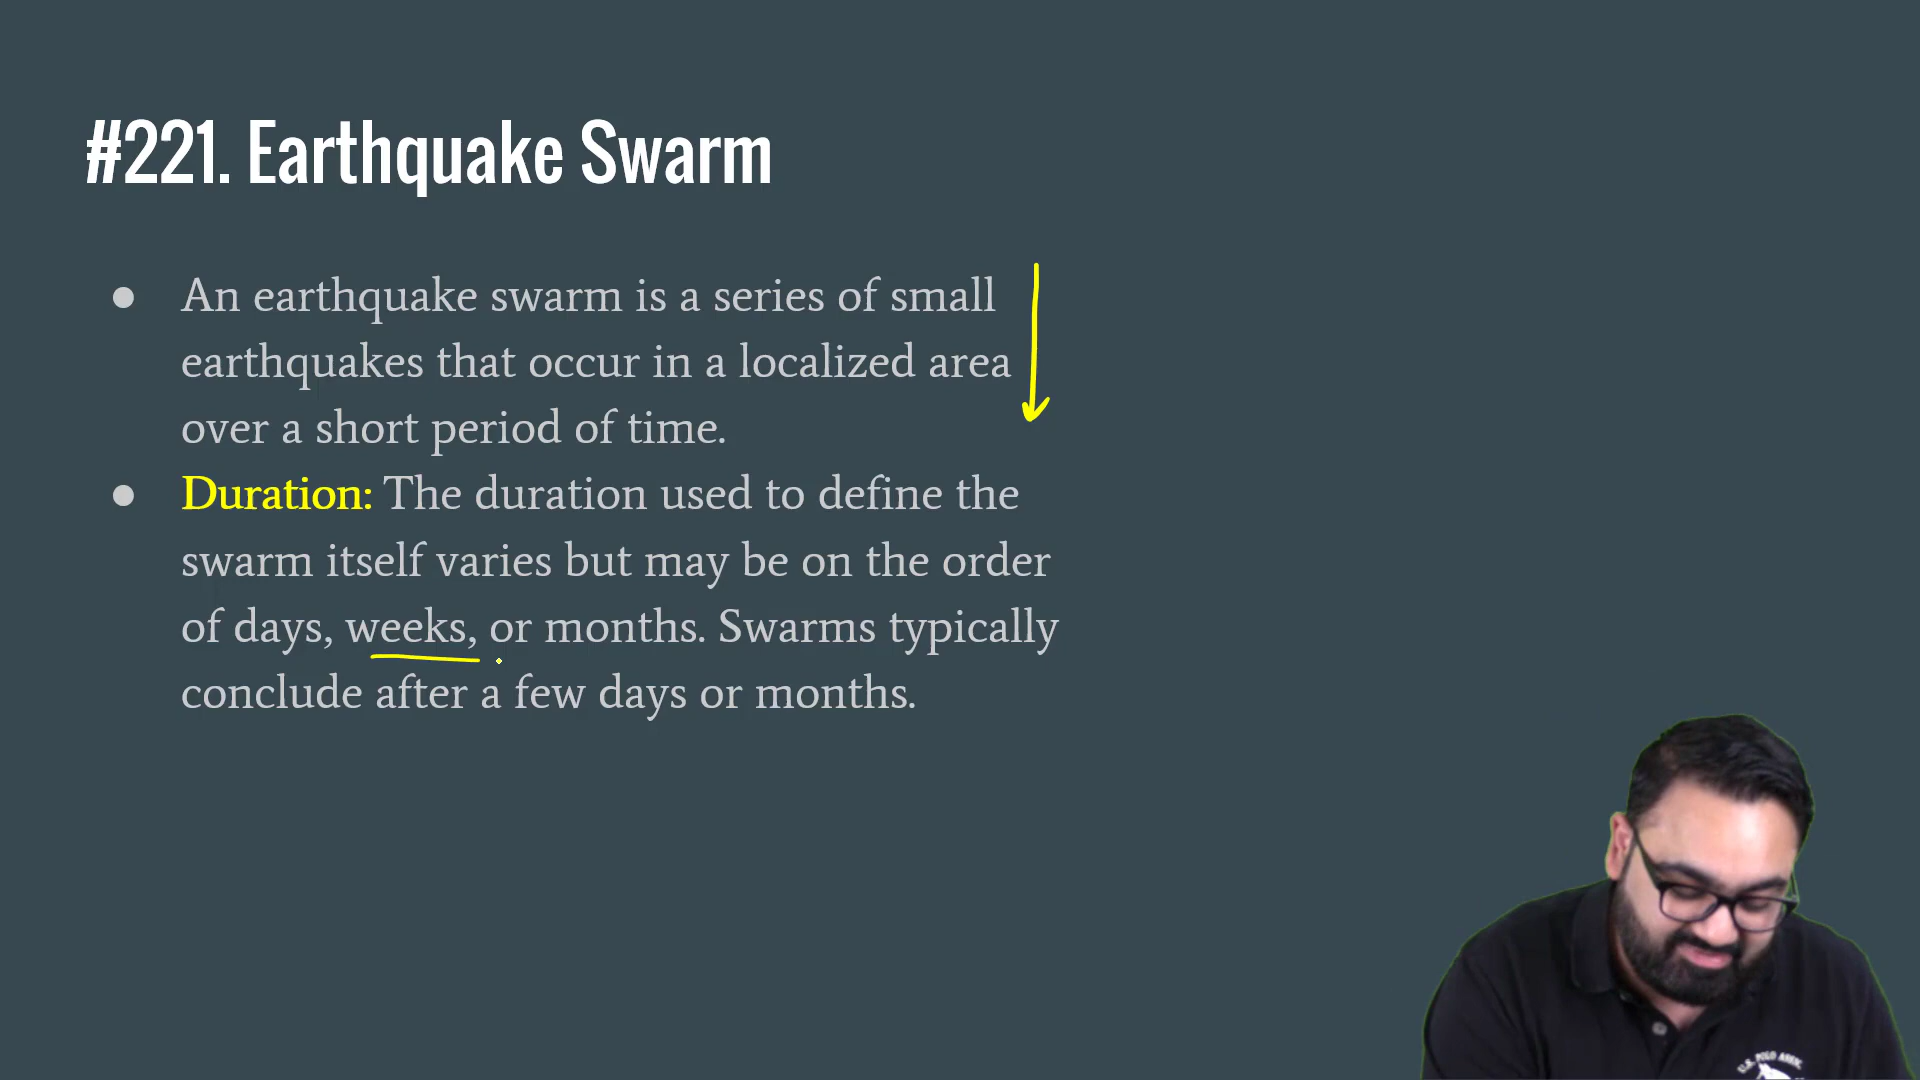 #221. Earthquake Swarm
● An earthquake swarm is a series of small
earthquakes that occur in a localized area
over a short period of time.
● Duration: The duration used to define the
swarm itself varies but may be on the order
of days, weeks, or months. Swarms typically
conclude after a few days or months.
U.S. POLO ASSN.